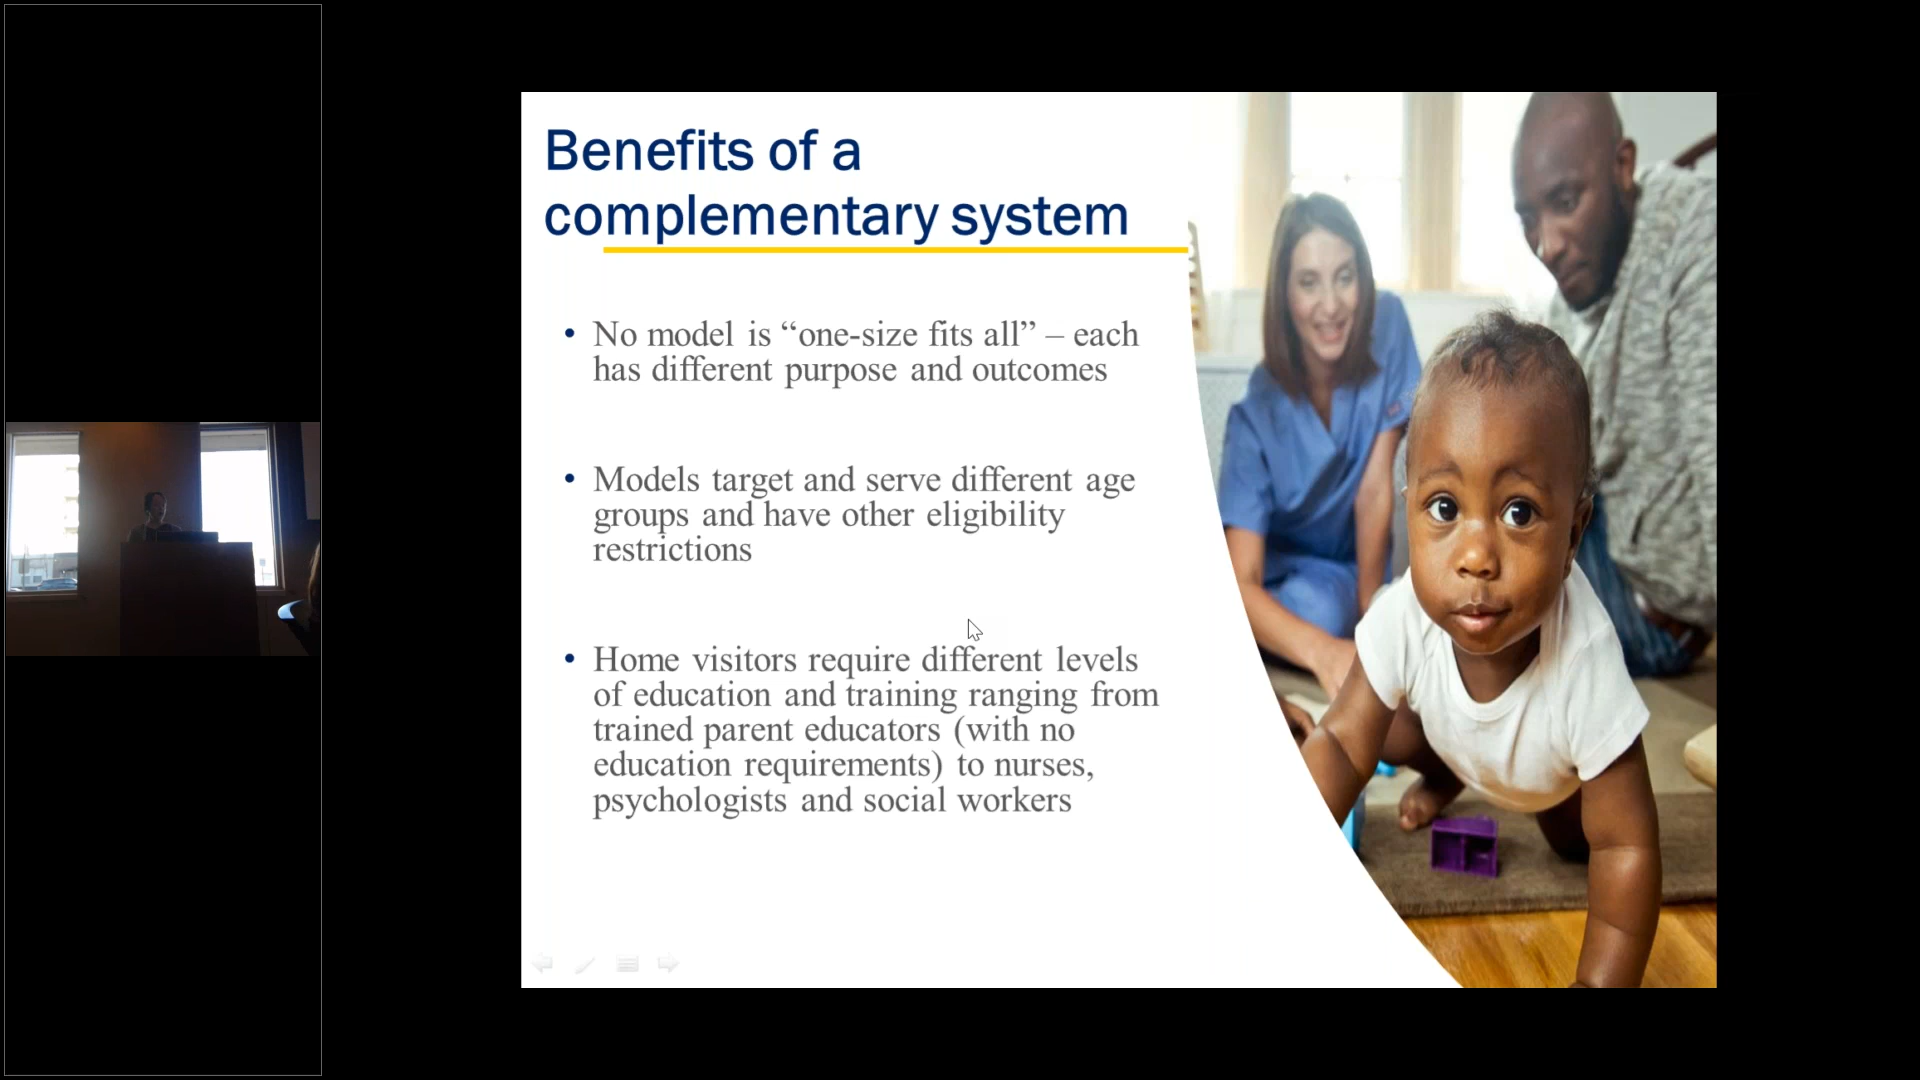 Benefits of a
complementary system
• No model is “one-size fits all” – each
has different purpose and outcomes
• Models target and serve different age
groups and have other eligibility
restrictions
• Home visitors require different levels
of education and training ranging from
trained parent educators (with no
education requirements) to nurses,
psychologists and social workers